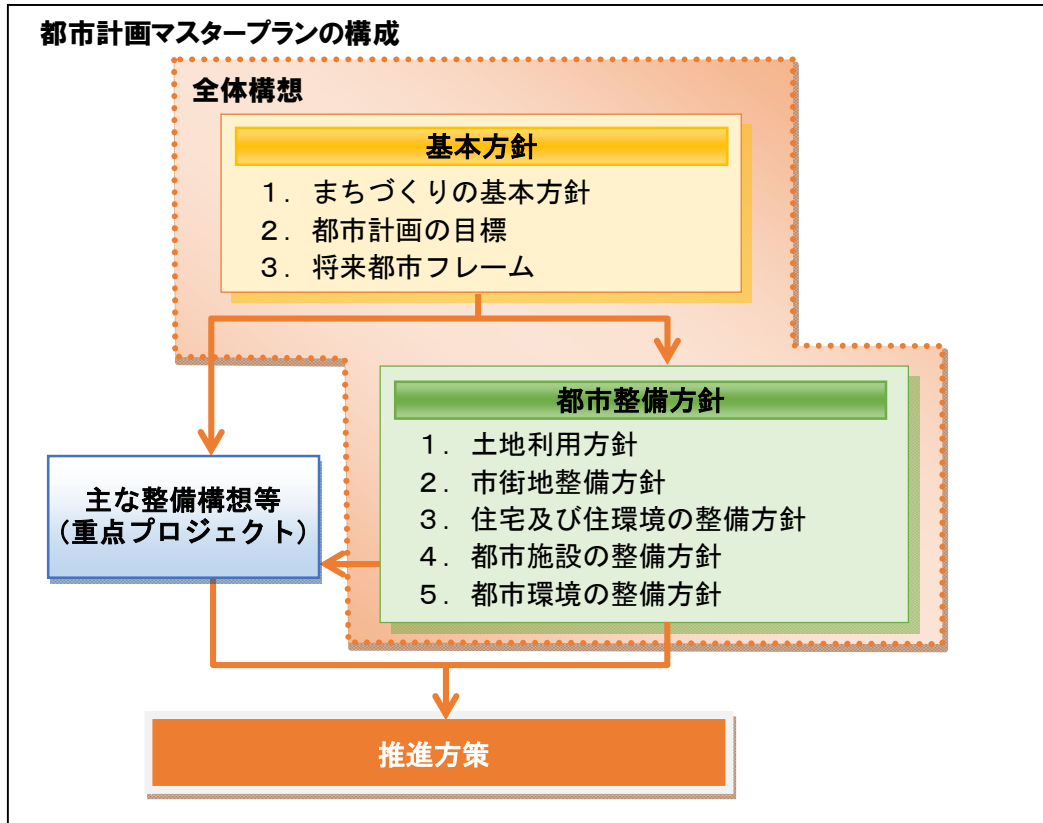 都市計画マスタープランの構成
全体構想
基本方針
１．まちづくりの基本方針
２．都市計画の目標
３．将来都市フレーム
都市整備方針
１．土地利用方針
２．市街地整備方針
３．住宅及び住環境の整備方針
４．都市施設の整備方針
５．都市環境の整備方針
主な整備構想等
（重点プロジェクト）
推進方策